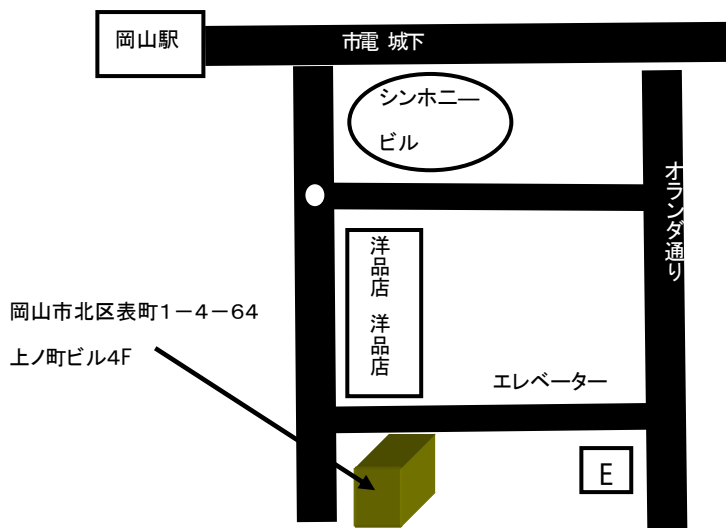 岡山駅
市電 城下
シンホニー
ビル
オランダ通り
洋品店 洋品店
岡山市北区表町1−4−64
上ノ町ビル4F
エレベーター
E